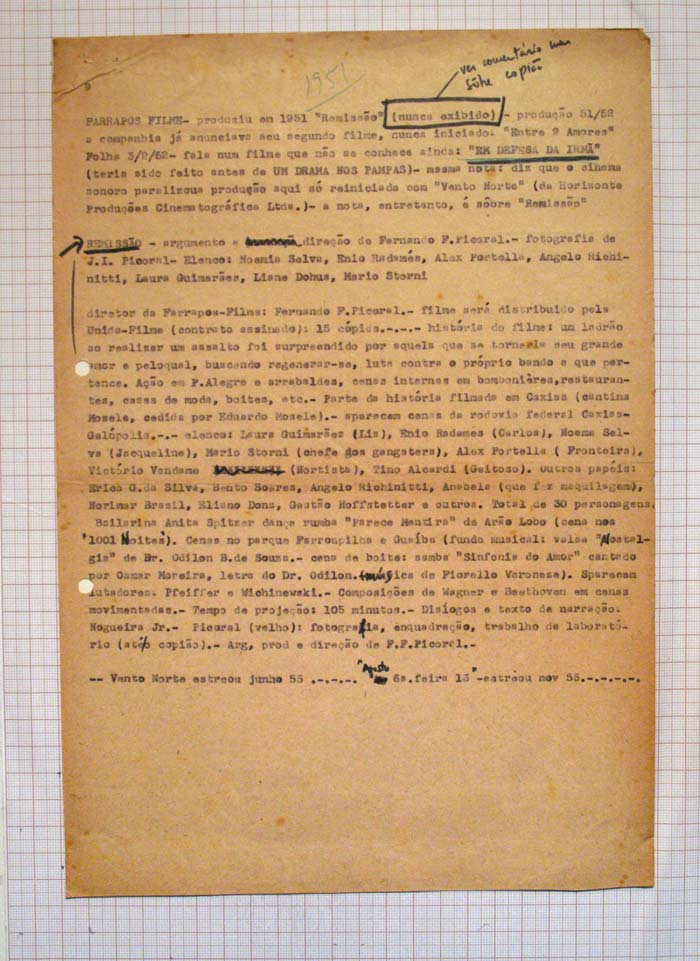 1951
ver comentário meu
sôbre copião
FARRAPOS FILME- produziu em 1951 "Remissão" (nunca exibido)- produção 51/52
a companhia já anunciava seu segundo filme, nunca iniciado: "Entre 2 Amores"
Folha 3/2/52- fala num filme que não se conhece ainda: "EM DEFESA DA IRMÃ"
(teria sido feito antes de UM DRAMA NOS PAMPAS)- mesma nota: diz que o cinema
sonoro paralizoua produção aqui só reiniciada com "Vento Norte" (da Horizonte
Produções Cinematográfica Ltda.)- a nota, entretanto, é sôbre "Remissão"
REMISSÃO - argumento e direção de Fernando F.Picoral.- fotografia de
J.I. Picoral- Elenco: Noemia Selva, Enio Radamés, Alex Portella, Angelo Richi-
nitti, Laura Guimarães, Liane Dohus, Mario Storni
diretor da Farrapos-Films: Fernando F.Picoral.- filme será distribuido pela
Unida-Filme (contrato assinado): 15 cópias.-.-.- história do filme: um ladrão
ao realizar um assalto foi surpreendido por aquela que se tornaria seu grande
amor e peloqual, buscando regenerar-se, luta contra o próprio bando a que per-
tence. Ação em P.Alegre e arrabaldes, cenas internas em bombonières,restauran-
tes, casas de moda, boites, etc.- Parte da história filmada em Caxias (cantina
Mosele, cedida por Eduardo Mosele).- aparecem cenas da rodovia federal Caxias-
Galópolis.-.- elenco: Laura Guimarãez (Lia), Enio Radames (Carlos), Noema Sel-
va (Jacqueline), Mario Storni (chefe dos gangsters), Alex Portella ( Fronteira),
Victório Vendame (Mortista), Tino Alcardi (Geitoso). Outros papéis:
Erico G.da Silva, Bento Soares, Angelo Richinitti, Anabela (que fez maquilagem),
Norimar Brasil, Eliano Dons, Gastão Hoffstetter e outros. Total de 30 personagens.
Bailarina Anita Spitzer dança rumba "Parece Mentira" de Arão Lobo (cena nos
"1001 Noites). Cenas no parque Farroupilha e Guaíba (fundo musical: valsa "Nostal-
gia" de Dr. Odilon B.de Souza.- cena de boite: samba "Sinfonia do Amor" cantado
por Oamar Moreira, letra do Dr. Odilon (música de Fiorello Veronese). Sparecem
lutadores. Pfeiffer e Wichinewski.- Composições de Wagner e Beethoven em cenas
movimentadas.- Tempo de projeção: 105 minutos.- Diálogos e texto de narração.
Nogueira Jr.- Picoral (velho): fotografia, enquadração, trabalho de laborató-
rio (até copião).- Arg, prod e direção de F.F.Picoral.-
-- Vento Norte estreou junho 55 .-.-.-. "Agosto 6a.feira 13"-estreou nov 55.-.-.-.-.